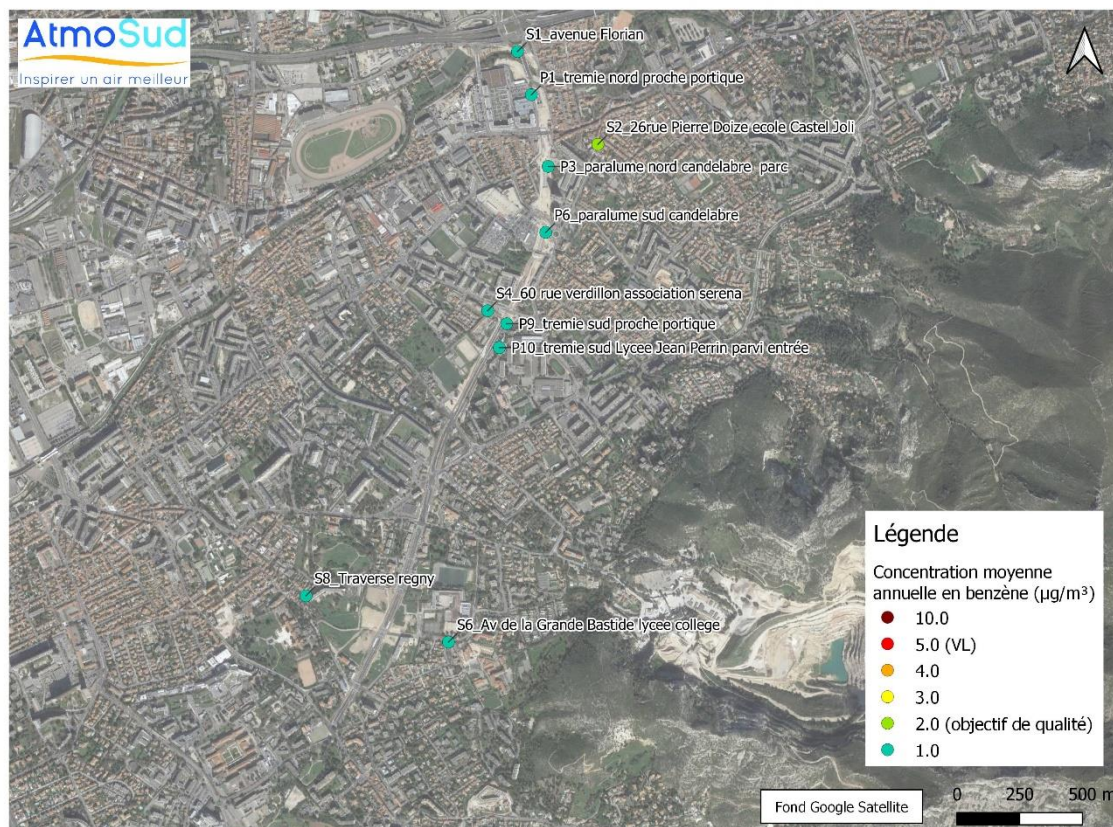 AtmoSud
Inspirer un air meilleur
S1_avenue Florian
P1_tremie nord proche portique
S2_26rue Pierre Doize ecole Castel Joli
P3_paralume nord candelabre  parc
P6_paralume sud candelabre
S4_60 rue verdillon association serena
P9_tremie sud proche portique
P10_tremie sud Lycee Jean Perrin parvi entrée
S8_Traverse regny
S6_Av de la Grande Bastide lycee college
Légende
Concentration moyenne
annuelle en benzène (µg/m³)
10.0
5.0 (VL)
4.0
3.0
2.0 (objectif de qualité)
1.0
Fond Google Satellite
0 250 500 m